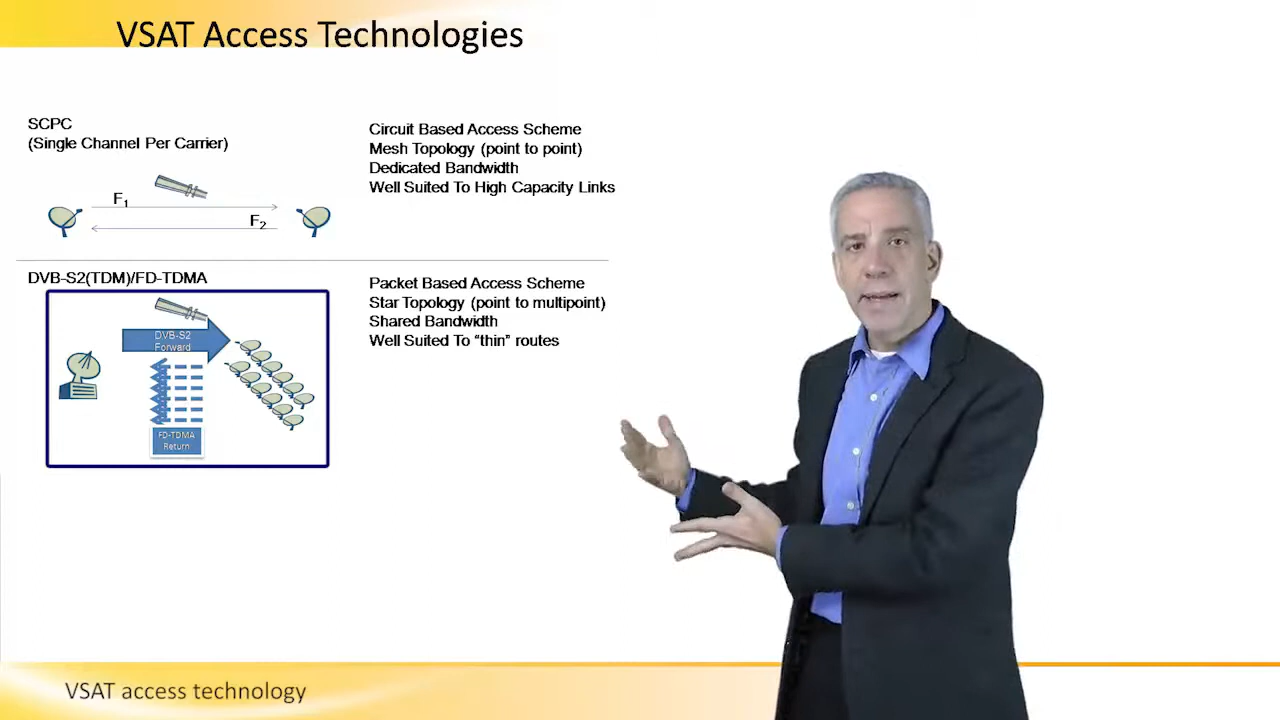 VSAT Access Technologies
SCPC
(Single Channel Per Carrier)
F1
F2
Circuit Based Access Scheme
Mesh Topology (point to point)
Dedicated Bandwidth
Well Suited To High Capacity Links
DVB-S2(TDM)/FD-TDMA
DVB-S2
Forward
FD-TDMA
Return
Packet Based Access Scheme
Star Topology (point to multipoint)
Shared Bandwidth
Well Suited To “thin” routes
VSAT access technology